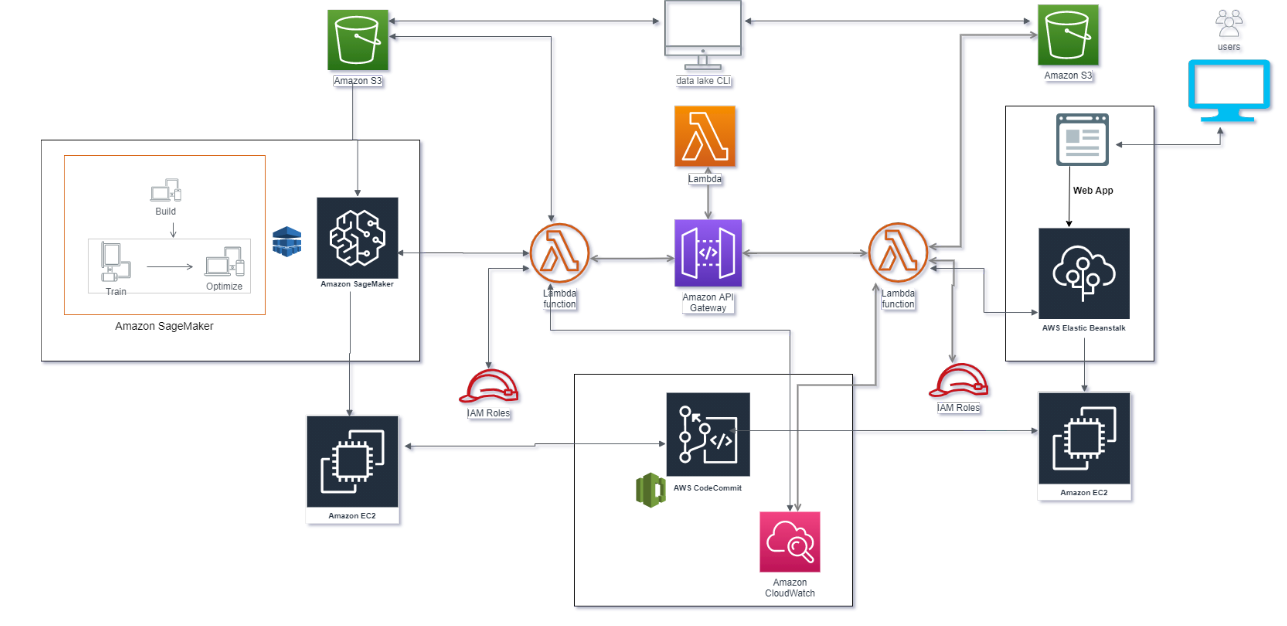 users
Amazon S3
data lake CLI
Amazon S3
Lambda
Web App
Build
Train
Optimize
Amazon SageMaker
Amazon SageMaker
Lambda
function
Amazon API
Gateway
Lambda
function
AWS Elastic Beanstalk
IAM Roles
IAM Roles
AWS CodeCommit
Amazon EC2
Amazon EC2
Amazon
CloudWatch